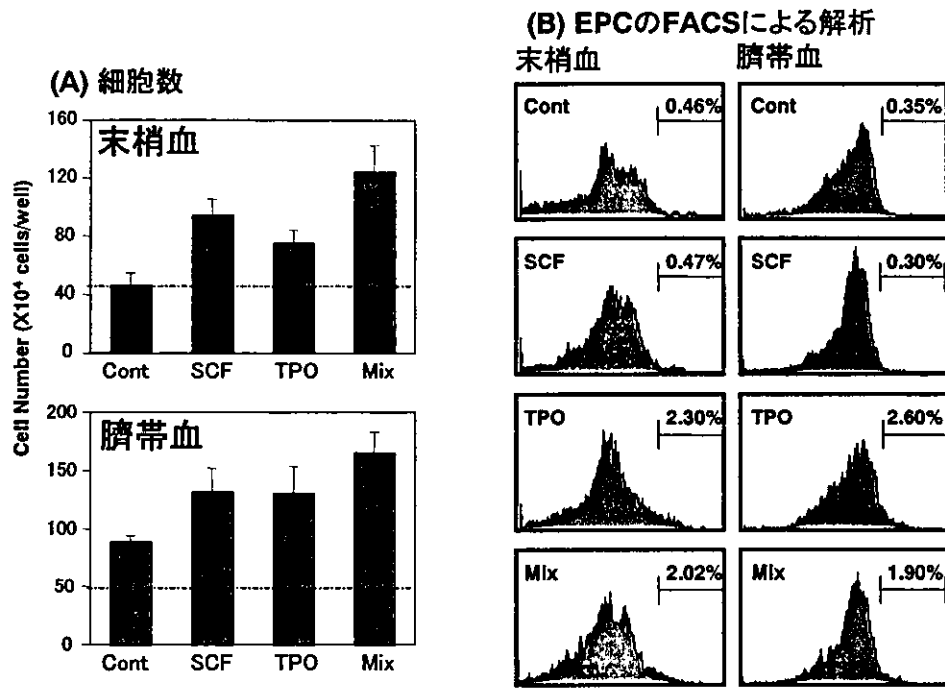 (A) 細胞数
Cell Number (X10⁴ cells/well)
160
120
80
40
0
末梢血
Cont SCF TPO Mix
200
150
100
50
0
臍帯血
Cont SCF TPO Mix
(B) EPCのFACSによる解析
末梢血 臍帯血
Cont 0.46% Cont 0.35%
SCF 0.47% SCF 0.30%
TPO 2.30% TPO 2.60%
Mix 2.02% Mix 1.90%